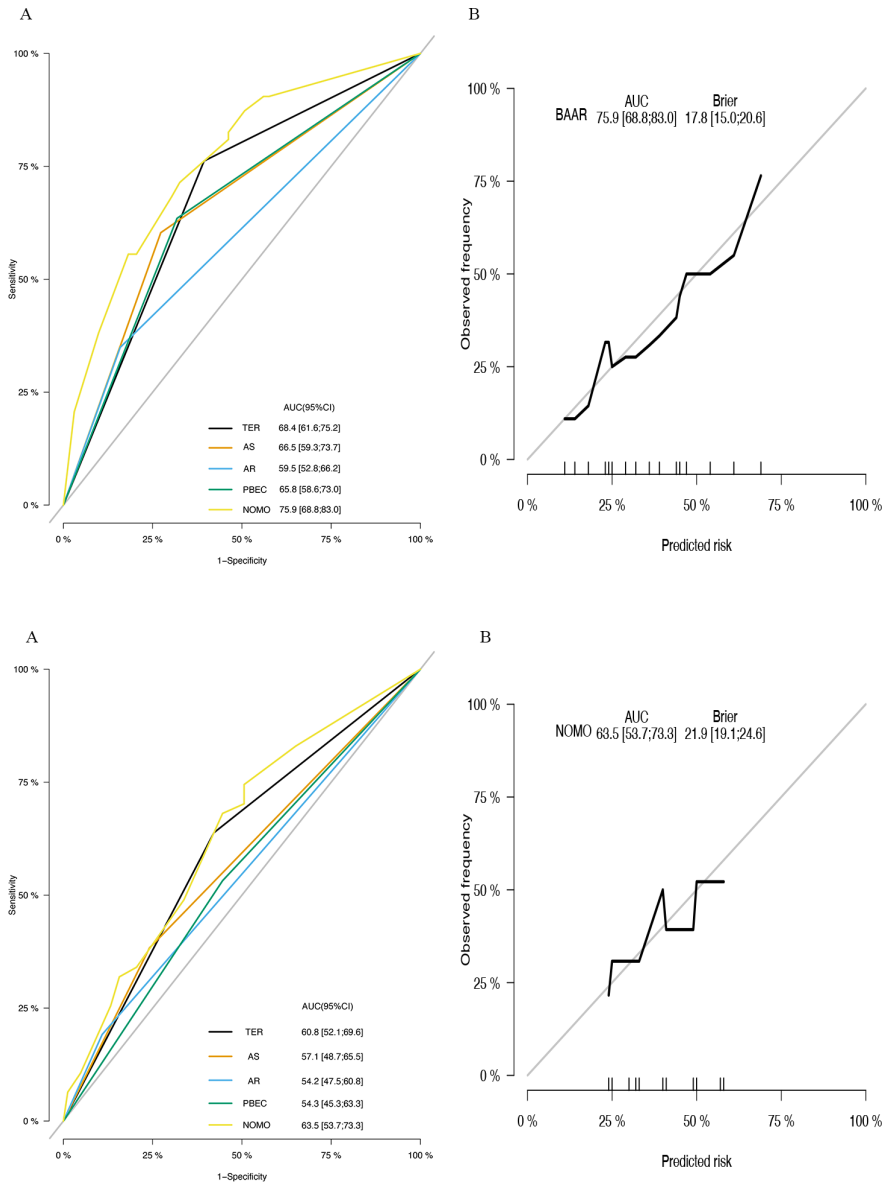 A
100 %
75 %
50 %
25 %
0 %
Sensitivity
AUC(95%CI)
TER 68.4 [61.6;75.2]
AS 66.5 [59.3;73.7]
AR 59.5 [52.8;66.2]
PBEC 65.8 [58.6;73.0]
NOMO 75.9 [68.8;83.0]
0 % 25 % 50 % 75 % 100 %
1−Specificity
B
100 %
75 %
50 %
25 %
0 %
Observed frequency
AUC Brier
BAAR 75.9 [68.8;83.0] 17.8 [15.0;20.6]
0 % 25 % 50 % 75 % 100 %
Predicted risk
A
100 %
75 %
50 %
25 %
0 %
Sensitivity
AUC(95%CI)
TER 60.8 [52.1;69.6]
AS 57.1 [48.7;65.5]
AR 54.2 [47.5;60.8]
PBEC 54.3 [45.3;63.3]
NOMO 63.5 [53.7;73.3]
0 % 25 % 50 % 75 % 100 %
1−Specificity
B
100 %
75 %
50 %
25 %
0 %
Observed frequency
AUC Brier
NOMO 63.5 [53.7;73.3] 21.9 [19.1;24.6]
0 % 25 % 50 % 75 % 100 %
Predicted risk